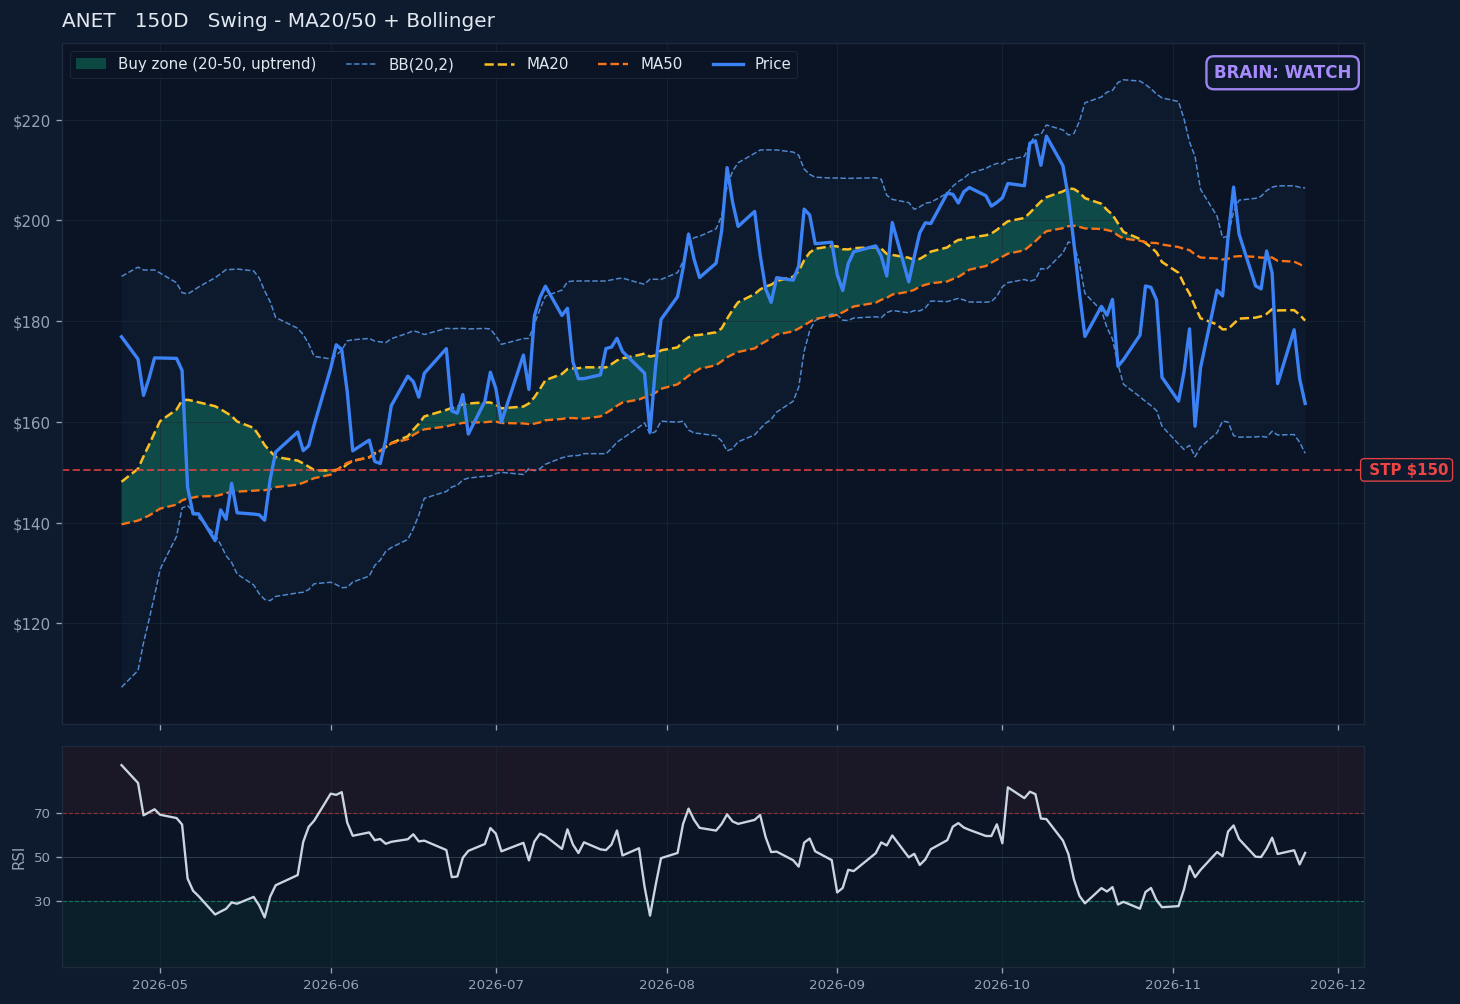 ANET   150D   Swing - MA20/50 + Bollinger
Buy zone (20-50, uptrend)
BB(20,2)
MA20
MA50
Price
BRAIN: WATCH
$220
$200
$180
$160
$140
$120
STP $150
RSI
70
50
30
2026-05
2026-06
2026-07
2026-08
2026-09
2026-10
2026-11
2026-12